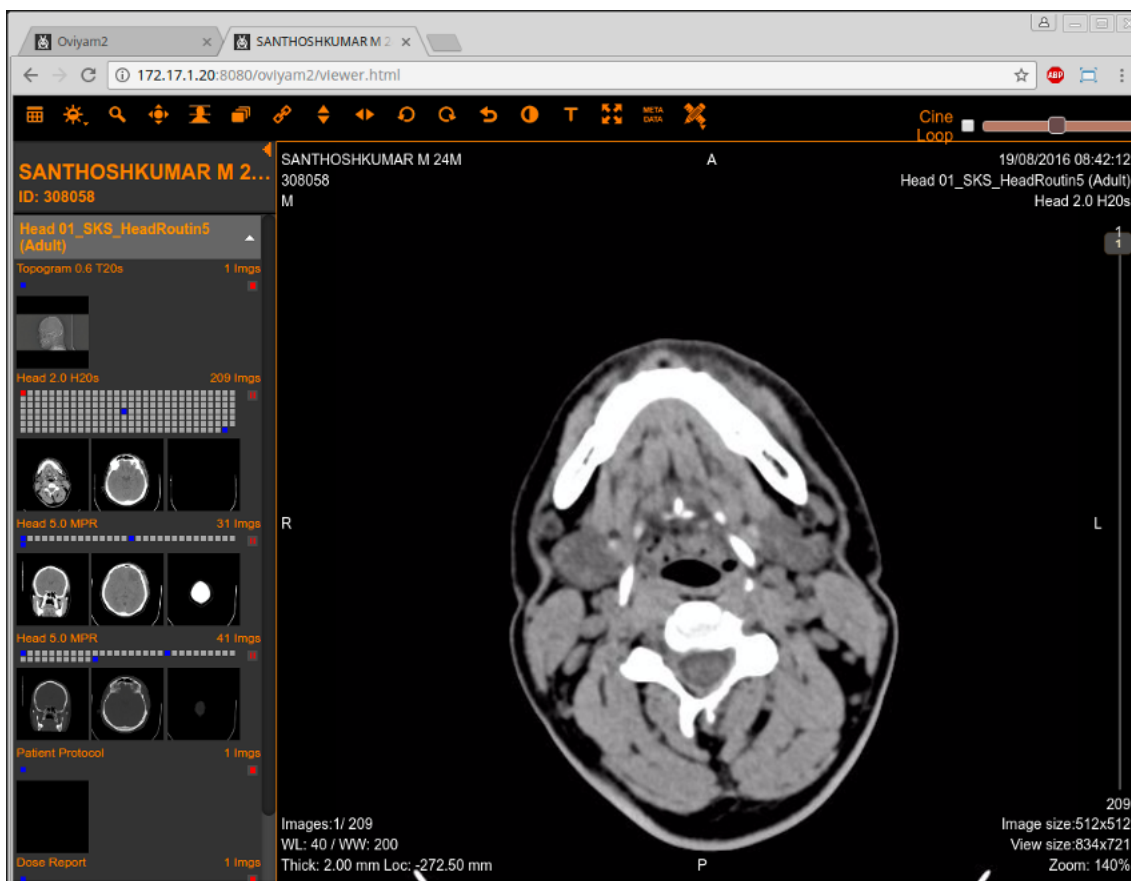 Oviyam2
SANTHOSHKUMAR M 2
172.17.1.20:8080/oviyam2/viewer.html
ABP
T
META
DATA
Cine
Loop
SANTHOSHKUMAR M 2...
ID: 308058
Head 01_SKS_HeadRoutin5
(Adult)
Topogram 0.6 T20s 1 Imgs
Head 2.0 H20s 209 Imgs
Head 5.0 MPR 31 Imgs
Head 5.0 MPR 41 Imgs
Patient Protocol 1 Imgs
Dose Report 1 Imgs
SANTHOSHKUMAR M 24M
308058
M
A
19/08/2016 08:42:12
Head 01_SKS_HeadRoutin5 (Adult)
Head 2.0 H20s
1
1
R
L
209
Images:1/ 209
WL: 40 / WW: 200
Thick: 2.00 mm Loc: -272.50 mm
P
Image size:512x512
View size:834x721
Zoom: 140%